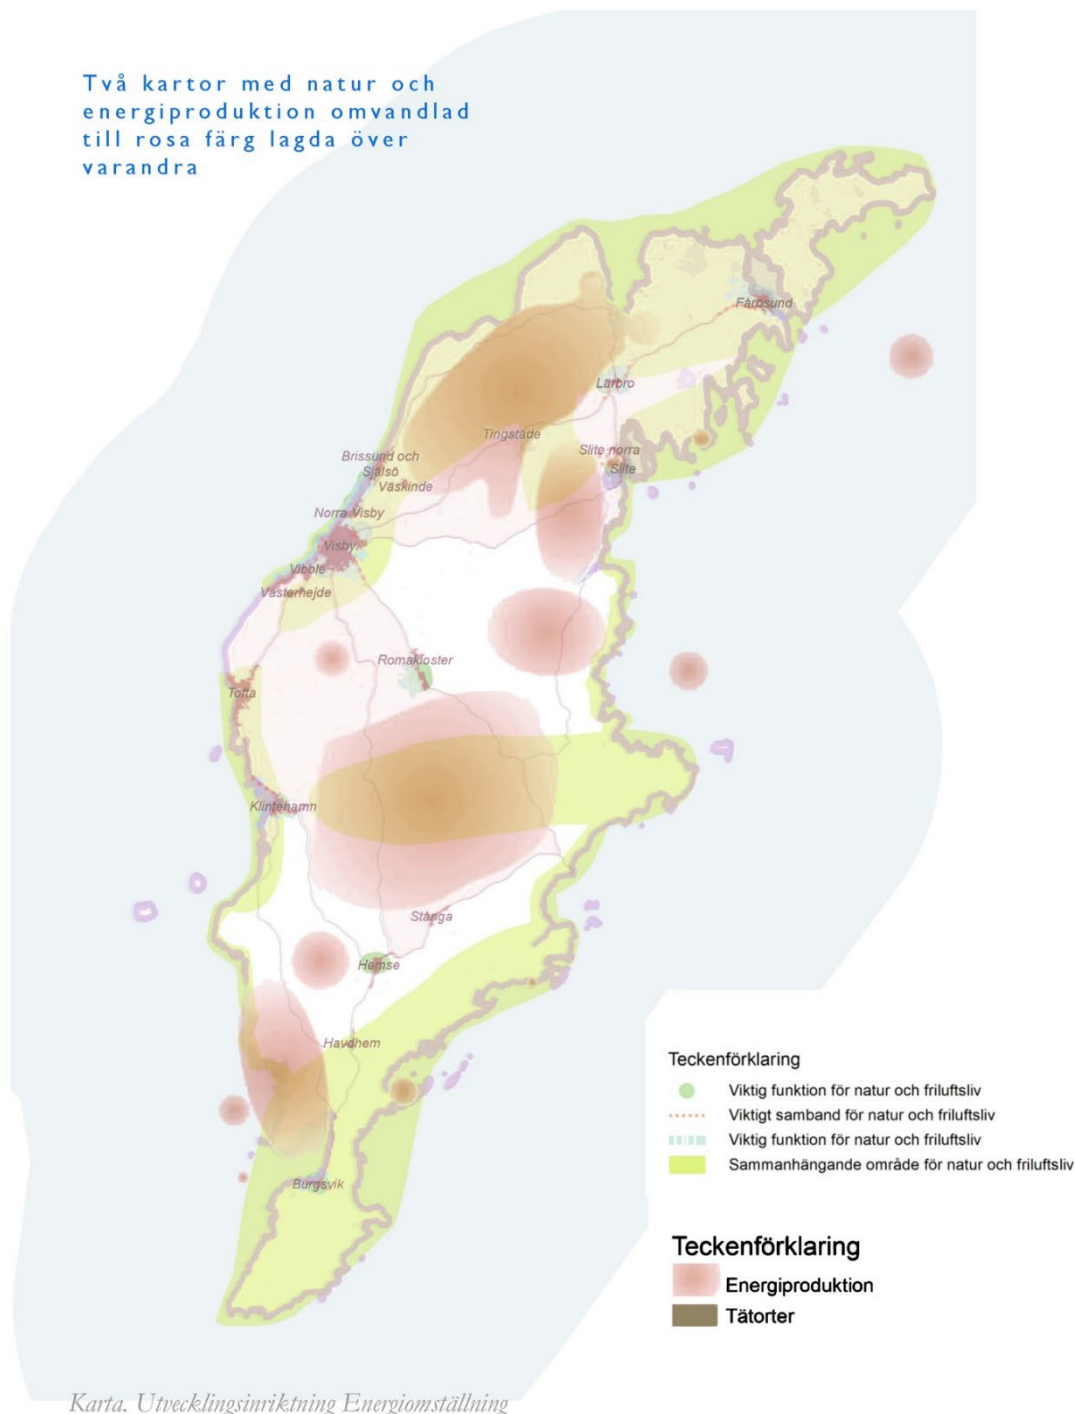 Två kartor med natur och
energiproduktion omvandlad
till rosa färg lagda över
varandra
Fårösund
Lärbro
Tingstäde
Slite norra
Slite
Brissund och
Själsö
Väskinde
Norra Visby
Visby
Vibble
Västerhejde
Romakloster
Tofta
Klintehamn
Stånga
Hemse
Havdhem
Burgsvik
Teckenförklaring
Viktig funktion för natur och friluftsliv
Viktigt samband för natur och friluftsliv
Viktig funktion för natur och friluftsliv
Sammanhängande område för natur och friluftsliv
Teckenförklaring
Energiproduktion
Tätorter
Karta. Utvecklingsinriktning Energiomställning